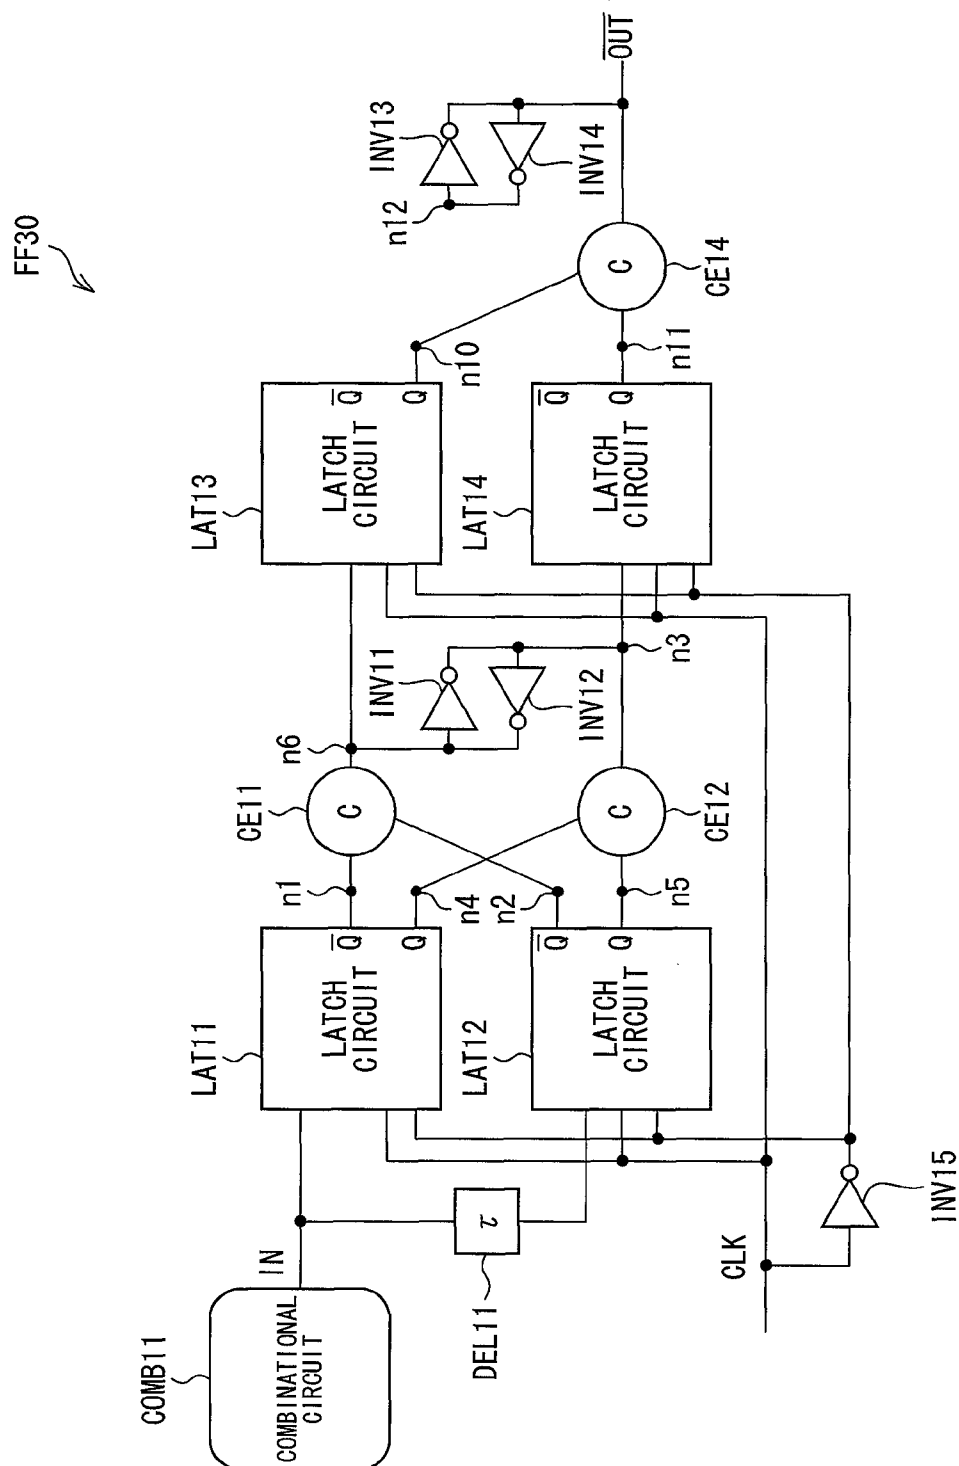 FF30
COMB11
COMBINATIONAL
CIRCUIT
IN
DEL11
τ
CLK
INV15
LAT11
LATCH
CIRCUIT
Q̅
Q
LAT12
LATCH
CIRCUIT
Q̅
Q
n1
n4
n2
n5
CE11
C
CE12
C
n6
INV11
INV12
n3
LAT13
LATCH
CIRCUIT
Q̅
Q
LAT14
LATCH
CIRCUIT
Q̅
Q
n10
n11
C
CE14
n12
INV13
INV14
O̅U̅T̅